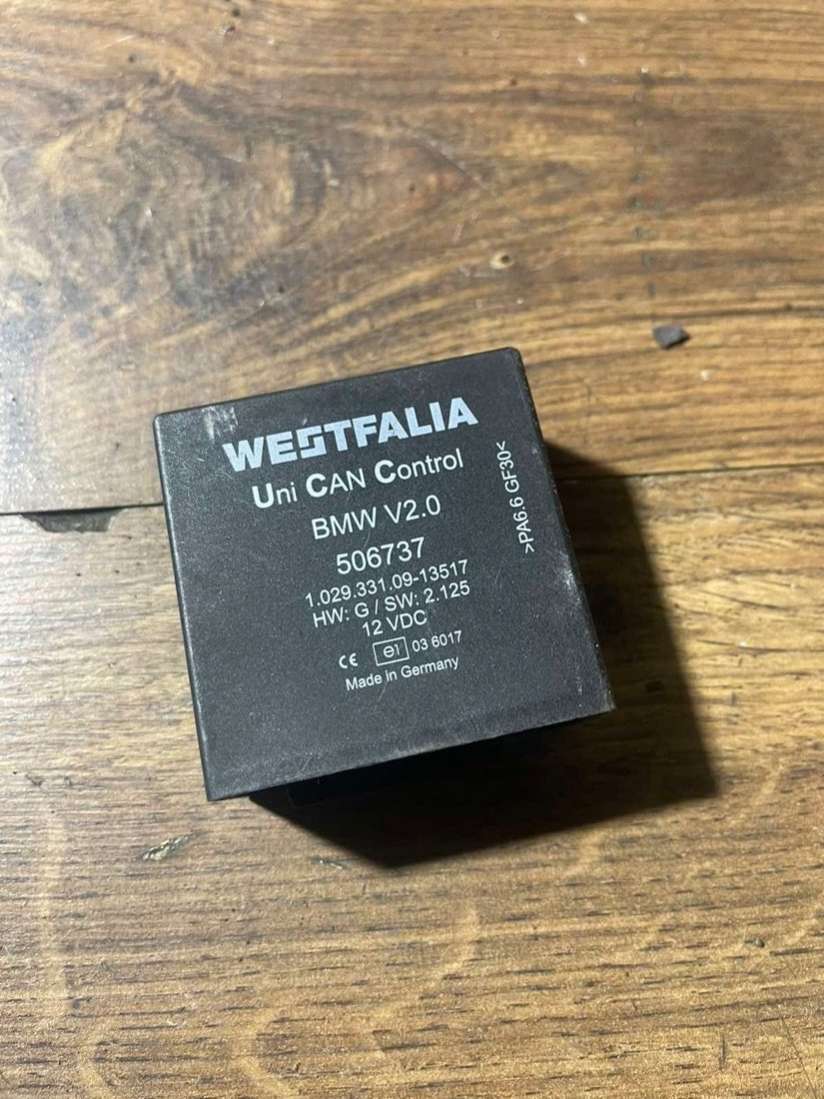 WESTFALIA
Uni CAN Control
BMW V2.0
506737
1.029.331.09-13517
HW: G / SW: 2.125
12 VDC
CE e1 03 6017
Made in Germany
>PA6.6 GF30<